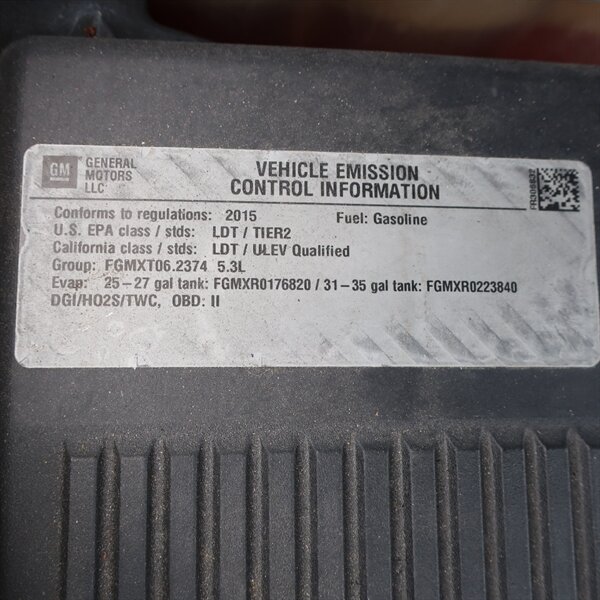 GM
GENERAL
MOTORS
LLC
VEHICLE EMISSION
CONTROL INFORMATION
Conforms to regulations: 2015 Fuel: Gasoline
U.S. EPA class / stds: LDT / TIER2
California class / stds: LDT / ULEV Qualified
Group: FGMXT06.2374 5.3L
Evap: 25-27 gal tank: FGMXR0176820 / 31-35 gal tank: FGMXR0223840
DGI/HO2S/TWC, OBD: II